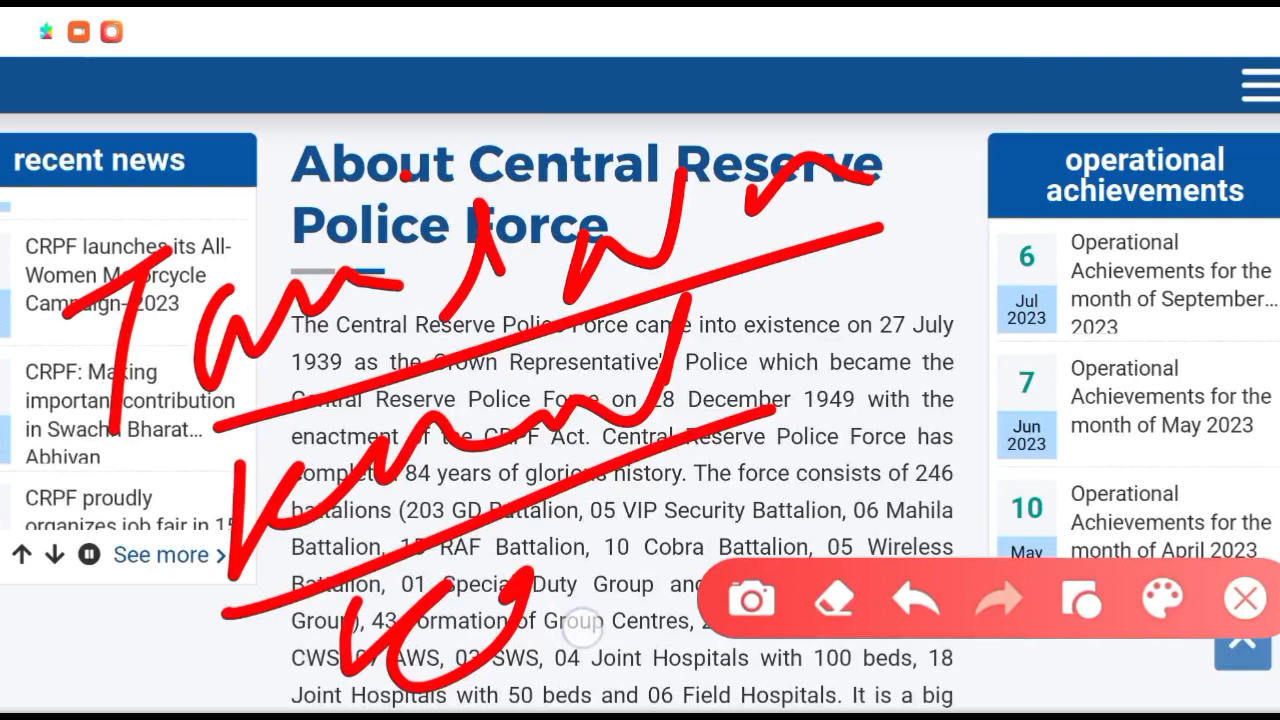 recent news
CRPF launches its All-
Women Motorcycle
Campaign- 2023
CRPF: Making
important contribution
in Swachh Bharat...
Abhiyan
CRPF proudly
organizes job fair in 15
See more
About Central Reserve
Police Force
The Central Reserve Police Force came into existence on 27 July
1939 as the Crown Representative's Police which became the
Central Reserve Police Force on 28 December 1949 with the
enactment of the CRPF Act. Central Reserve Police Force has
completed 84 years of glorious history. The force consists of 246
battalions (203 GD Battalion, 05 VIP Security Battalion, 06 Mahila
Battalion, 15 RAF Battalion, 10 Cobra Battalion, 05 Wireless
Battalion, 01 Special Duty Group and
Group), 43 Formation of Group Centres,
CWS, 07 AWS, 03 SWS, 04 Joint Hospitals with 100 beds, 18
Joint Hospitals with 50 beds and 06 Field Hospitals. It is a big
operational
achievements
6
Jul
2023
Operational
Achievements for the
month of September...
2023
7
Jun
2023
Operational
Achievements for the
month of May 2023
10
May
Operational
Achievements for the
month of April 2023